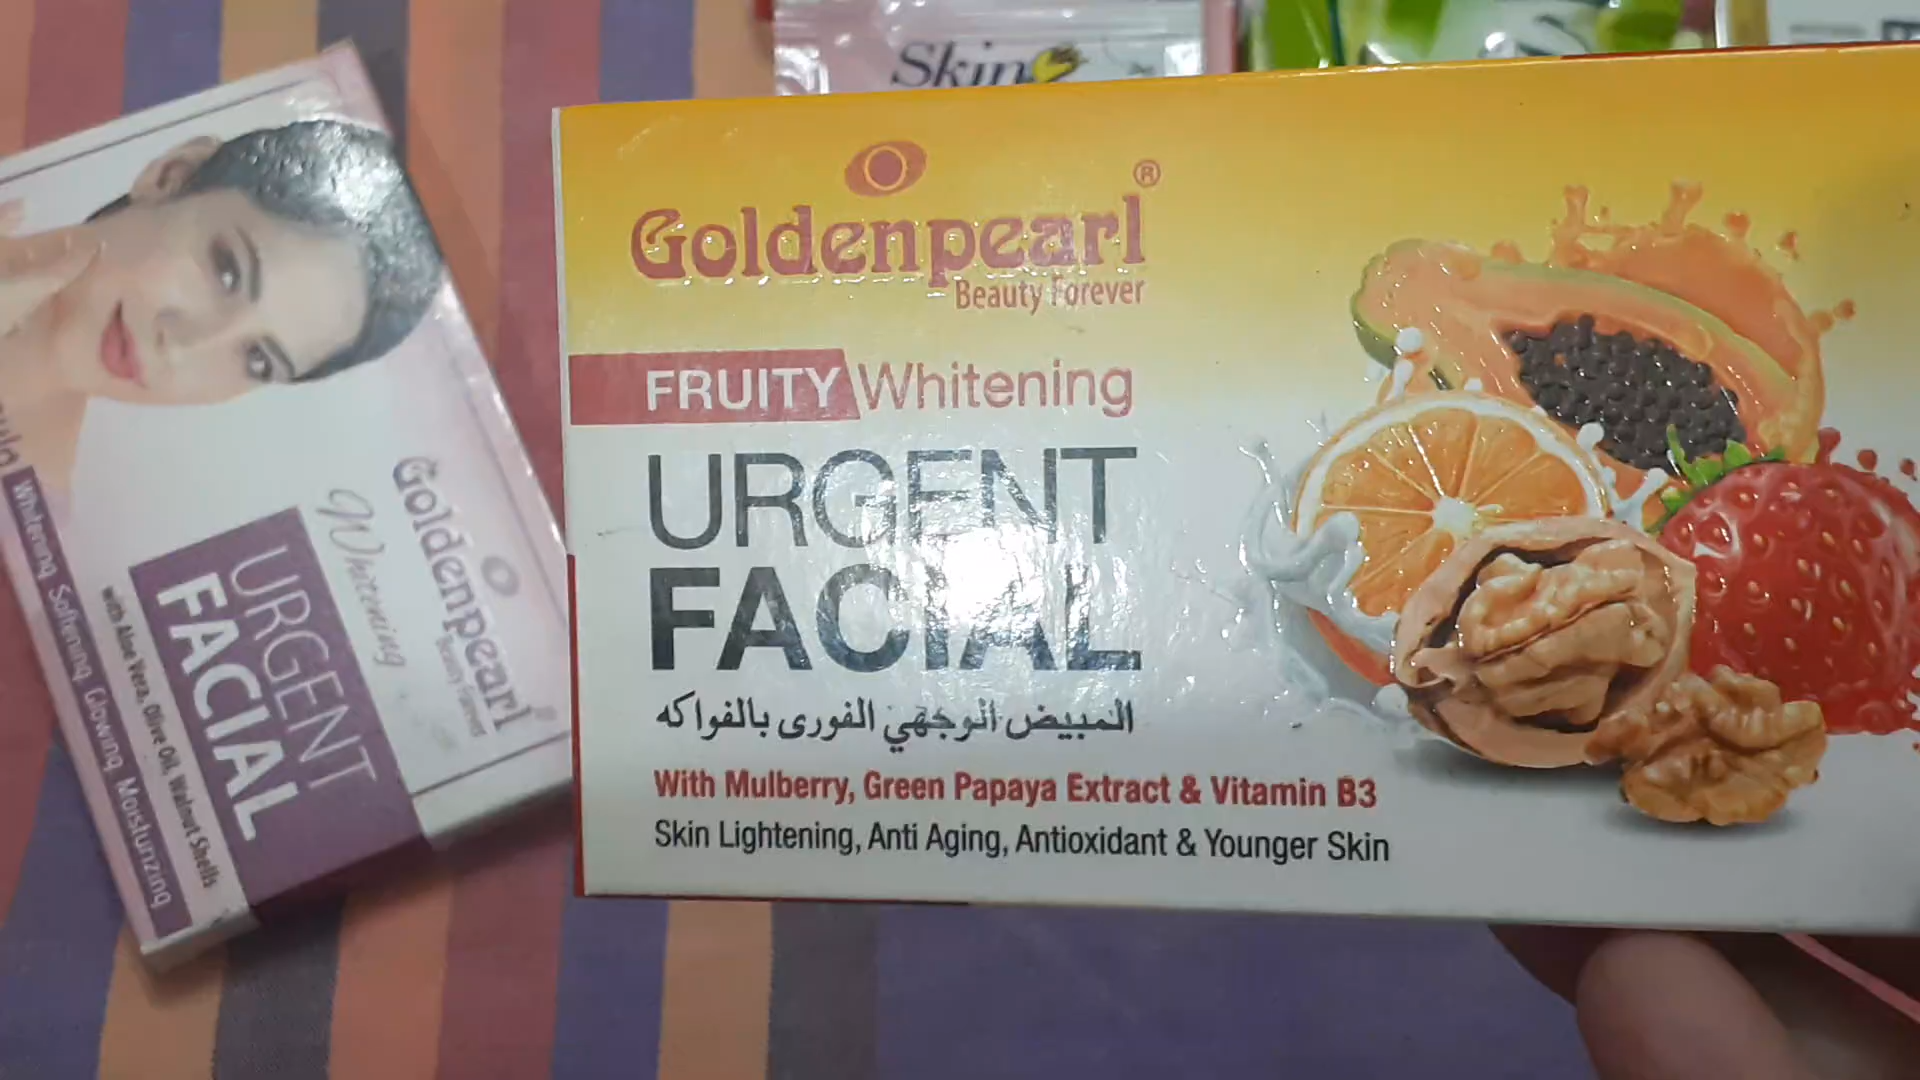 Skin
Goldenpearl®
Beauty Forever
FRUITY Whitening
URGENT
FACIAL
المبيض الوجهي الفورى بالفواكه
With Mulberry, Green Papaya Extract & Vitamin B3
Skin Lightening, Anti Aging, Antioxidant & Younger Skin
Goldenpearl®
Beauty Forever
Whitening
URGENT
FACIAL
with Aloe Vera, Olive Oil, Walnut Shells
Whitening Softening Glowing Moisturizing